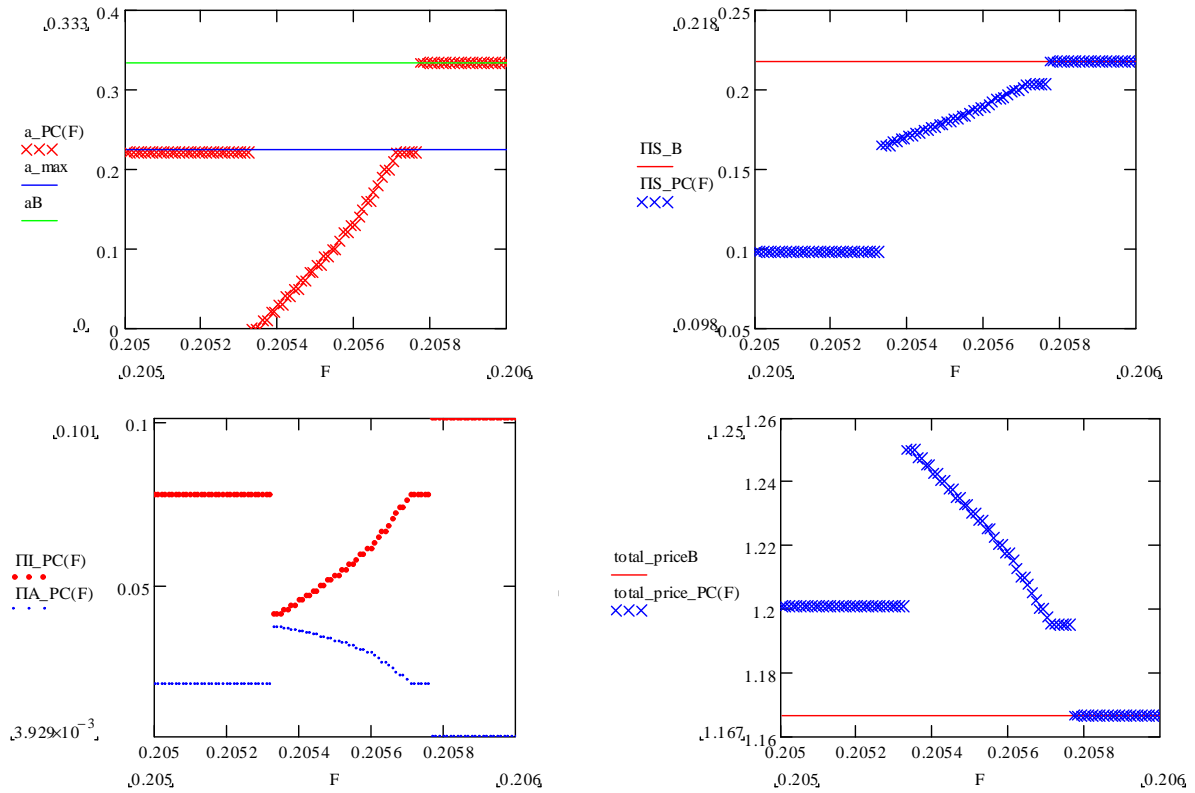 0.333
0.4
0.3
0.2
0.1
0
0
a_PC(F)
a_max
aB
0.205 0.2052 0.2054 0.2056 0.2058
0.205 F 0.206
0.218
0.25
0.2
0.15
0.1
0.05
0.098
ΠS_B
ΠS_PC(F)
0.205 0.2052 0.2054 0.2056 0.2058
0.205 F 0.206
0.101
0.1
0.05
3.929×10⁻³
ΠI_PC(F)
ΠA_PC(F)
0.205 0.2052 0.2054 0.2056 0.2058
0.205 F 0.206
1.25
1.26
1.24
1.22
1.2
1.18
1.16
1.167
total_priceB
total_price_PC(F)
0.205 0.2052 0.2054 0.2056 0.2058
0.205 F 0.206